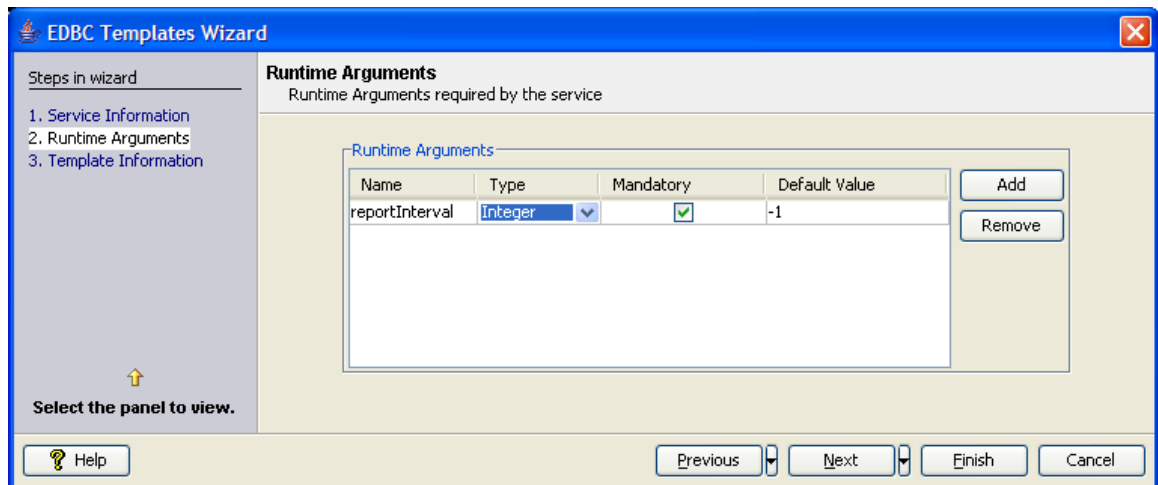 EDBC Templates Wizard
Steps in wizard
1. Service Information
2. Runtime Arguments
3. Template Information
Select the panel to view.
Runtime Arguments
Runtime Arguments required by the service
Runtime Arguments
Name Type Mandatory Default Value
reportInterval Integer -1
Add
Remove
Help Previous Next Finish Cancel